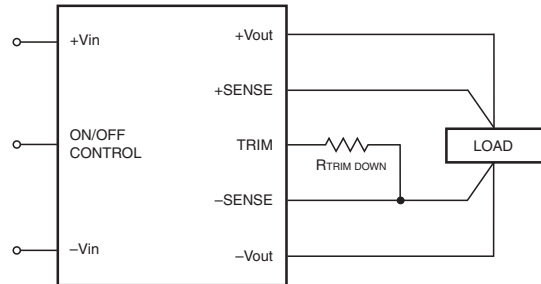 +Vin
ON/OFF
CONTROL
–Vin
+Vout
+SENSE
TRIM
–SENSE
–Vout
RTRIM DOWN
LOAD